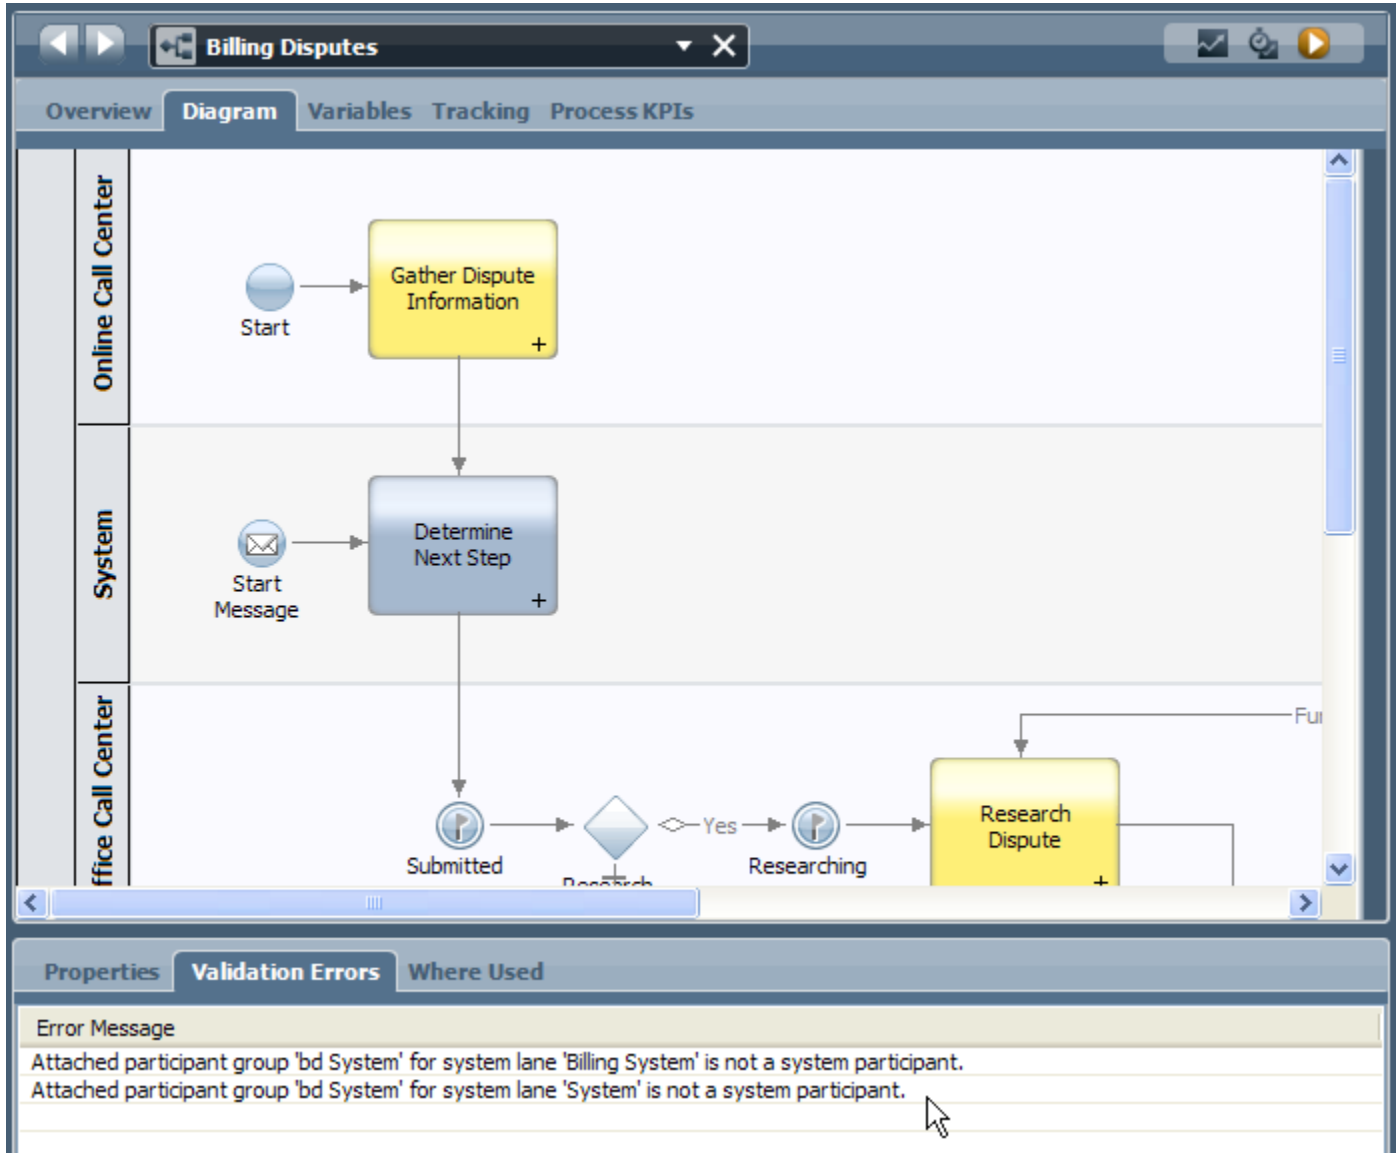 Billing Disputes
Overview Diagram Variables Tracking Process KPIs
Online Call Center
Gather Dispute
Information
+
Start
System
Determine
Next Step
+
Start
Message
ffice Call Center
Fur
Submitted
Research
Yes
Researching
Research
Dispute
+
Properties Validation Errors Where Used
Error Message
Attached participant group 'bd System' for system lane 'Billing System' is not a system participant.
Attached participant group 'bd System' for system lane 'System' is not a system participant.